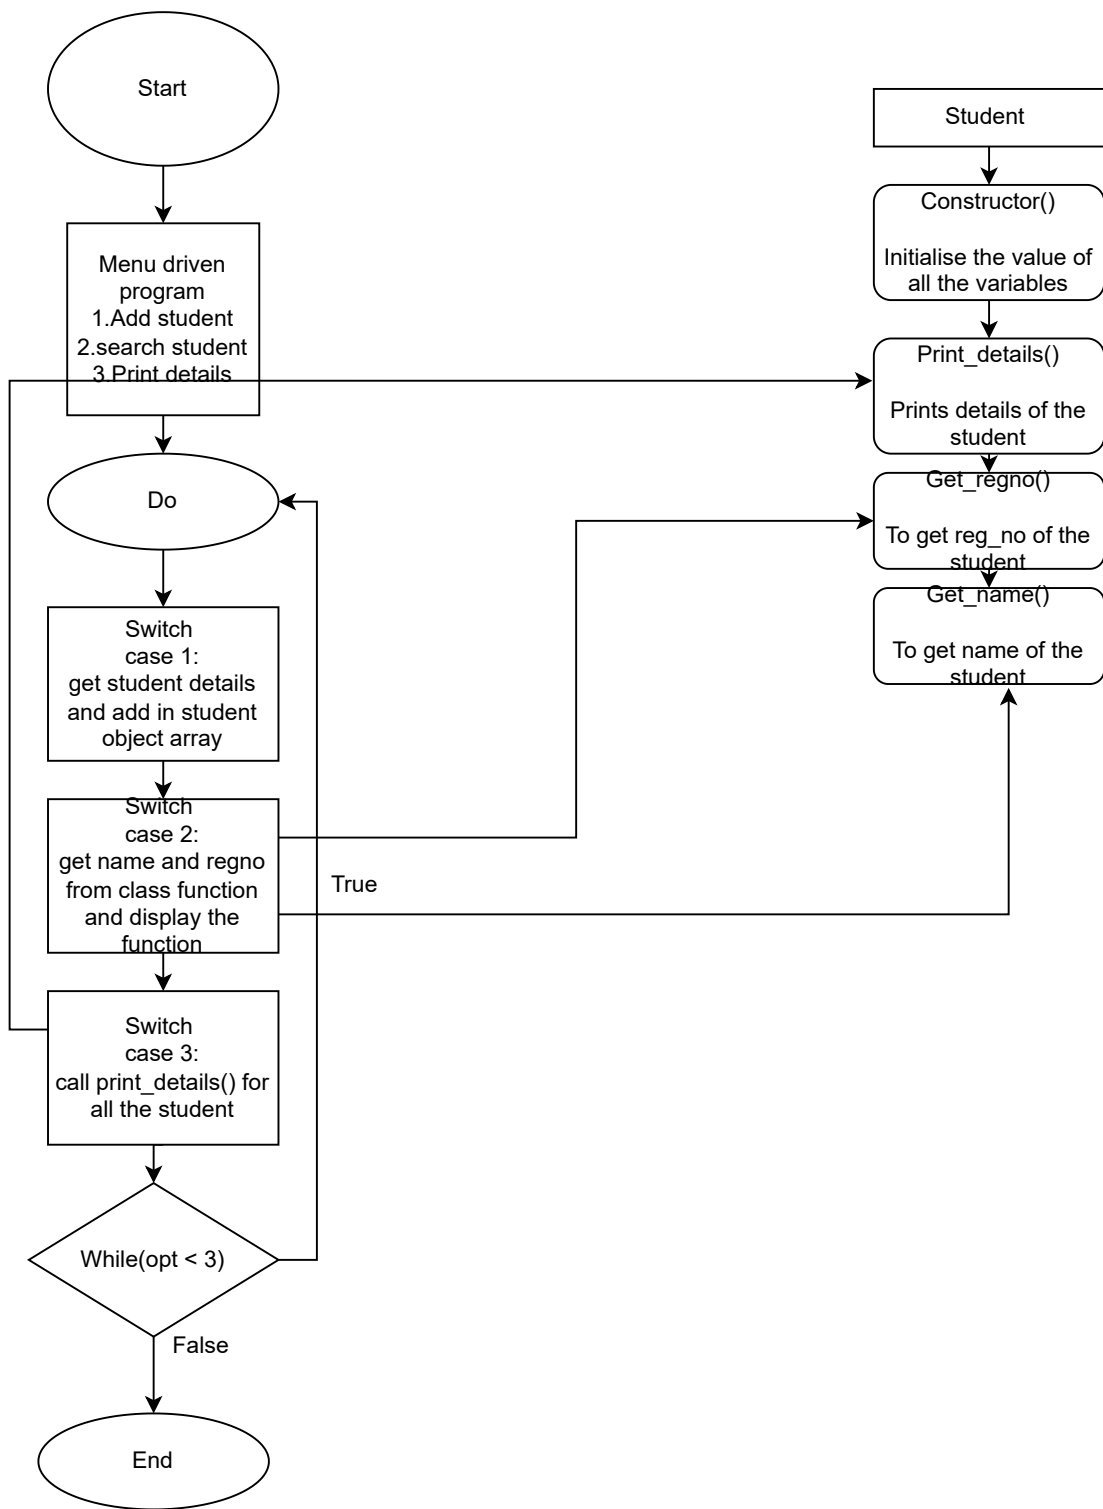 Start
Menu driven
program
1.Add student
2.search student
3.Print details
Do
Switch
case 1:
get student details
and add in student
object array
Switch
case 2:
get name and regno
from class function
and display the
function
True
Switch
case 3:
call print_details() for
all the student
While(opt < 3)
False
End
Student
Constructor()
Initialise the value of
all the variables
Print_details()
Prints details of the
student
Get_regno()
To get reg_no of the
student
Get_name()
To get name of the
student